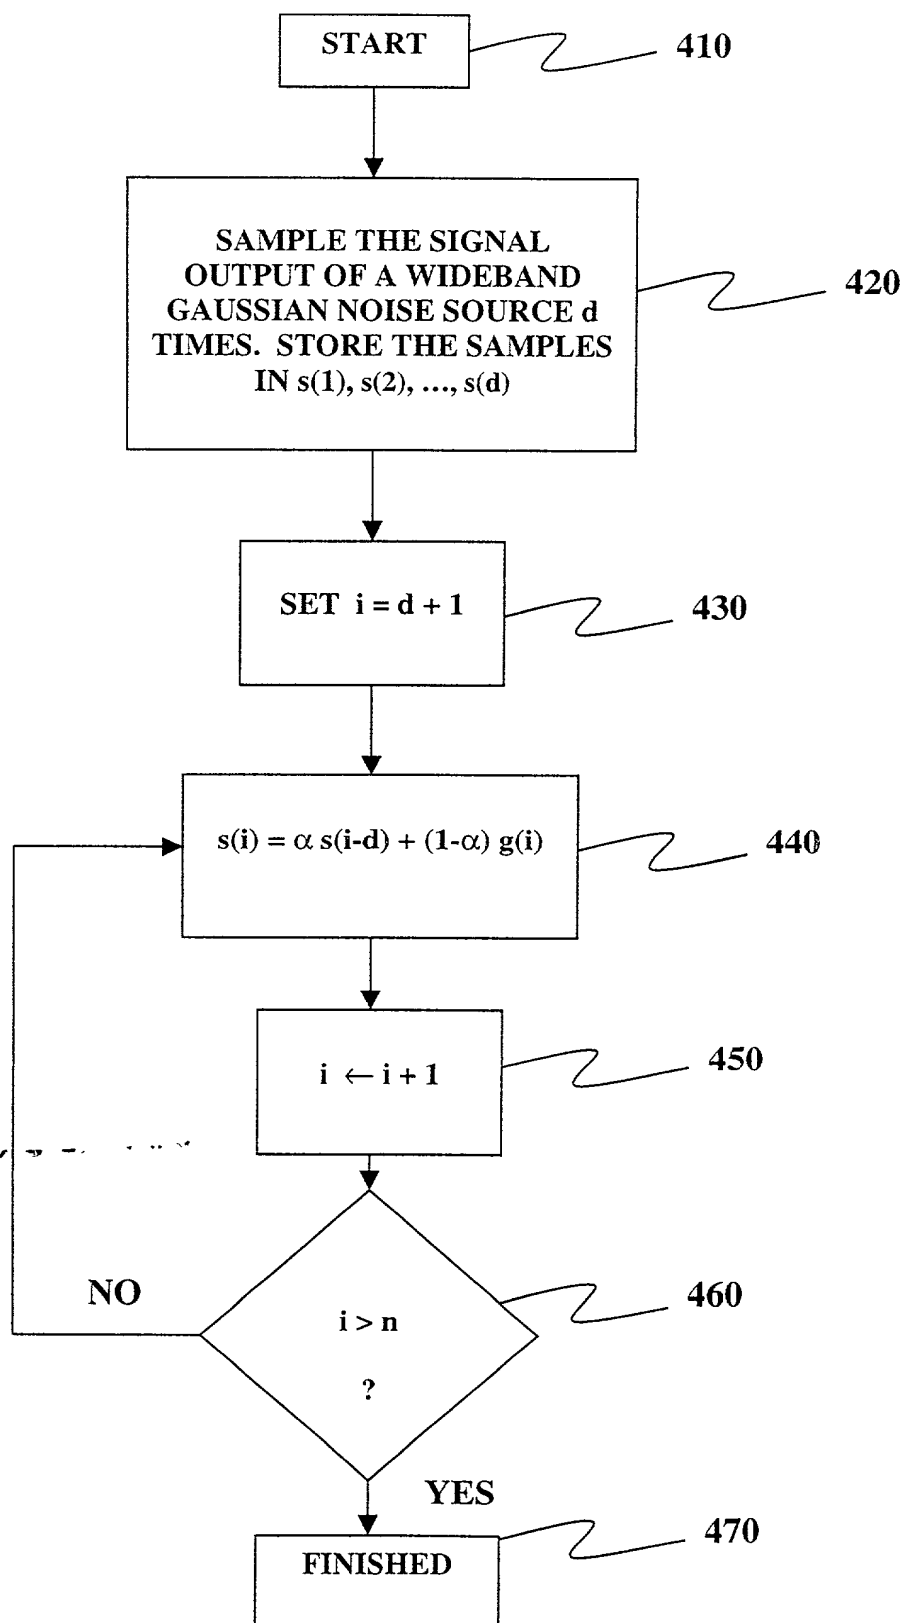 START
410
SAMPLE THE SIGNAL
OUTPUT OF A WIDEBAND
GAUSSIAN NOISE SOURCE d
TIMES. STORE THE SAMPLES
IN s(1), s(2), ..., s(d)
420
SET i = d + 1
430
s(i) = α s(i-d) + (1-α) g(i)
440
i ← i + 1
450
NO
i > n
?
460
YES
FINISHED
470